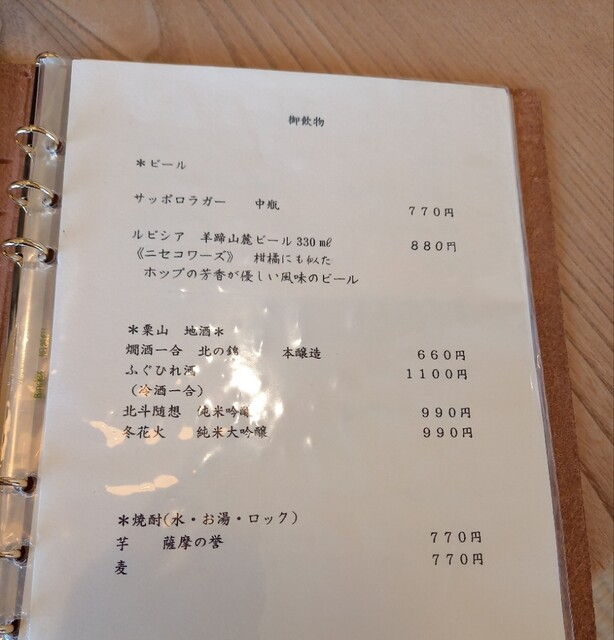 御飲物
＊ビール
サッポロラガー　中瓶　770円
ルピシア　羊蹄山麓ビール330㎖　880円
《ニセコワーズ》　柑橘にも似た
ホップの芳香が優しい風味のビール
＊栗山　地酒＊
燗酒一合　北の錦　本醸造　660円
ふぐひれ酒　1100円
（冷酒一合）
北斗随想　純米吟醸　990円
冬花火　純米大吟醸　990円
＊焼酎（水・お湯・ロック）
芋　薩摩の誉　770円
麦　770円